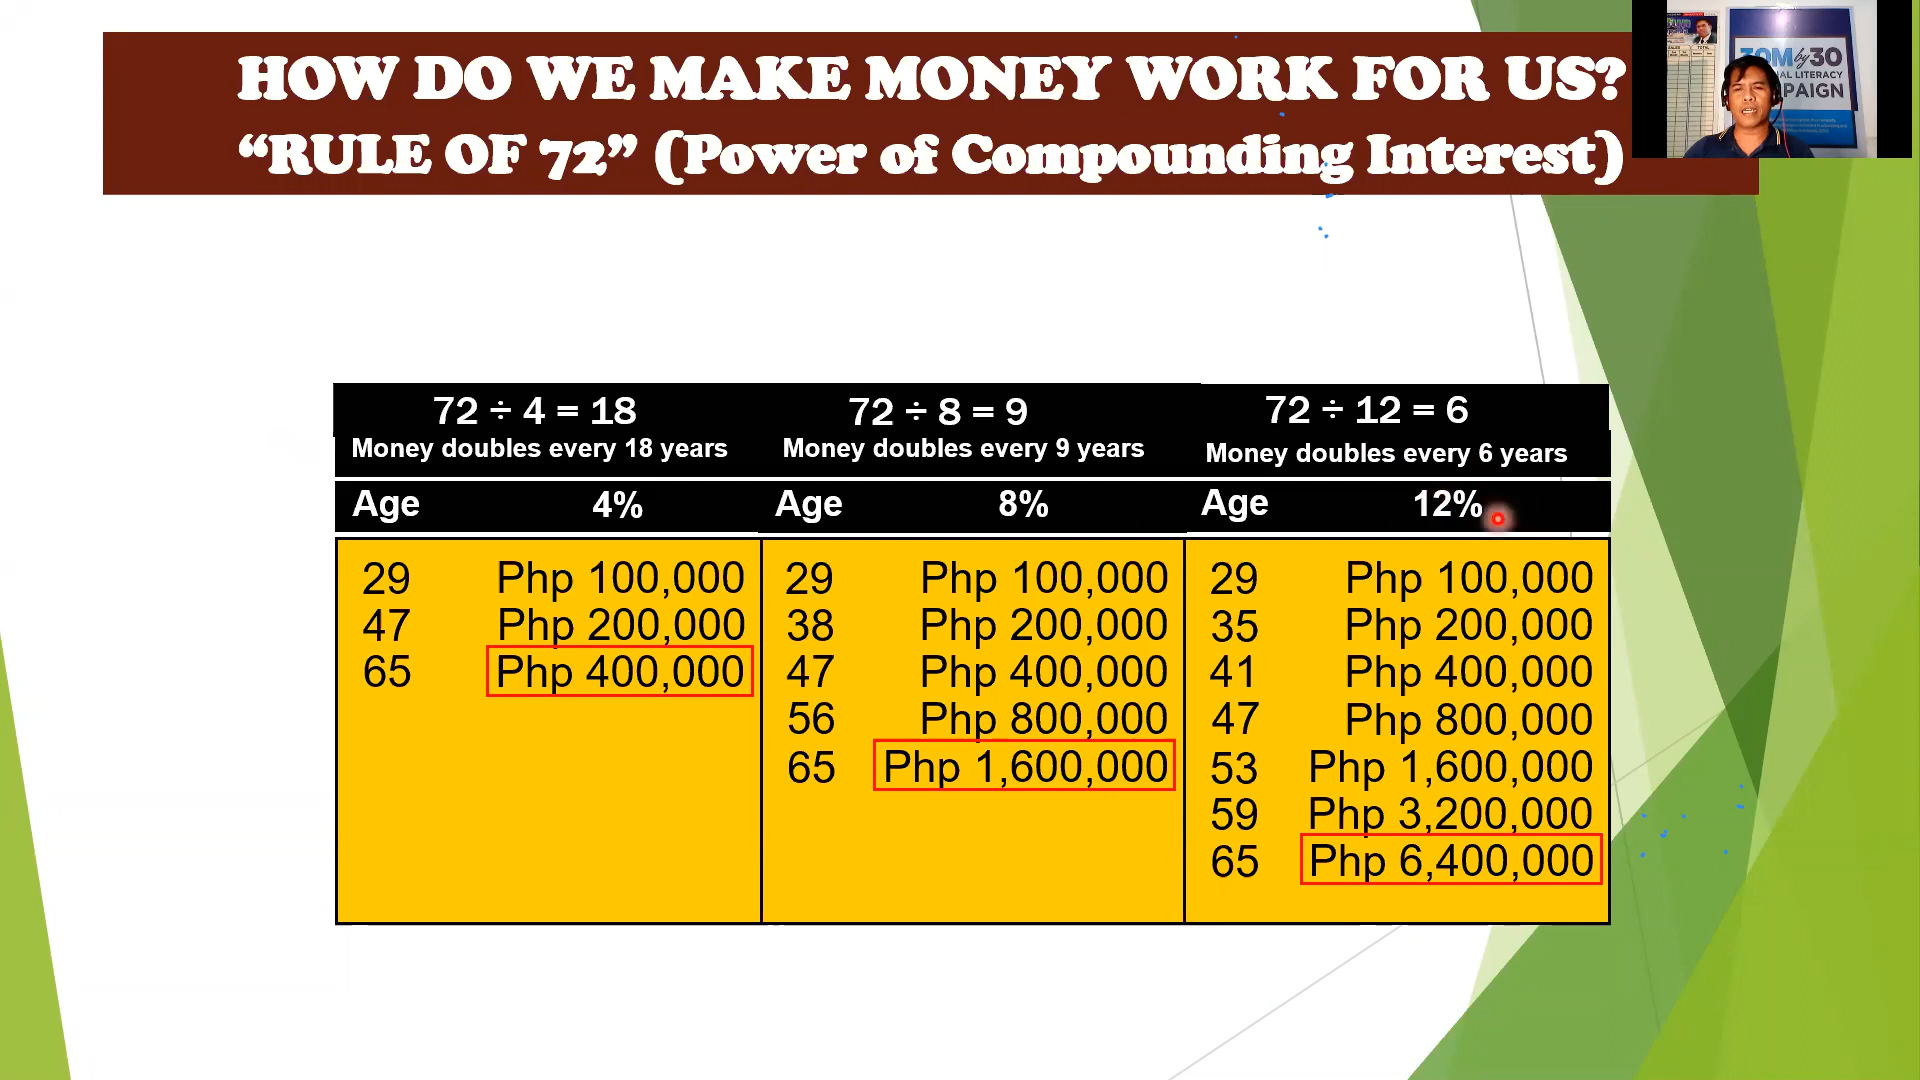 HOW DO WE MAKE MONEY WORK FOR US?
“RULE OF 72” (Power of Compounding Interest)
by 30
AL LITERACY
PAIGN
72 ÷ 4 = 18
Money doubles every 18 years
72 ÷ 8 = 9
Money doubles every 9 years
72 ÷ 12 = 6
Money doubles every 6 years
Age 4% Age 8% Age 12%
29 Php 100,000
47 Php 200,000
65 Php 400,000
29 Php 100,000
38 Php 200,000
47 Php 400,000
56 Php 800,000
65 Php 1,600,000
29 Php 100,000
35 Php 200,000
41 Php 400,000
47 Php 800,000
53 Php 1,600,000
59 Php 3,200,000
65 Php 6,400,000